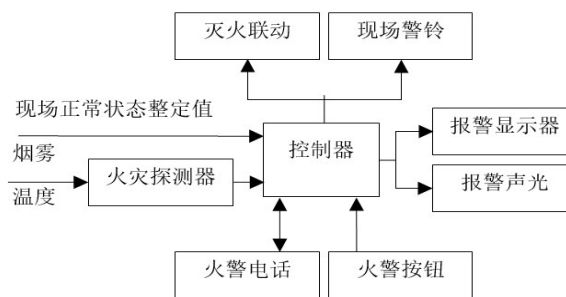 灭火联动
现场警铃
现场正常状态整定值
烟雾
控制器
报警显示器
火灾探测器
温度
报警声光
火警电话
火警按钮